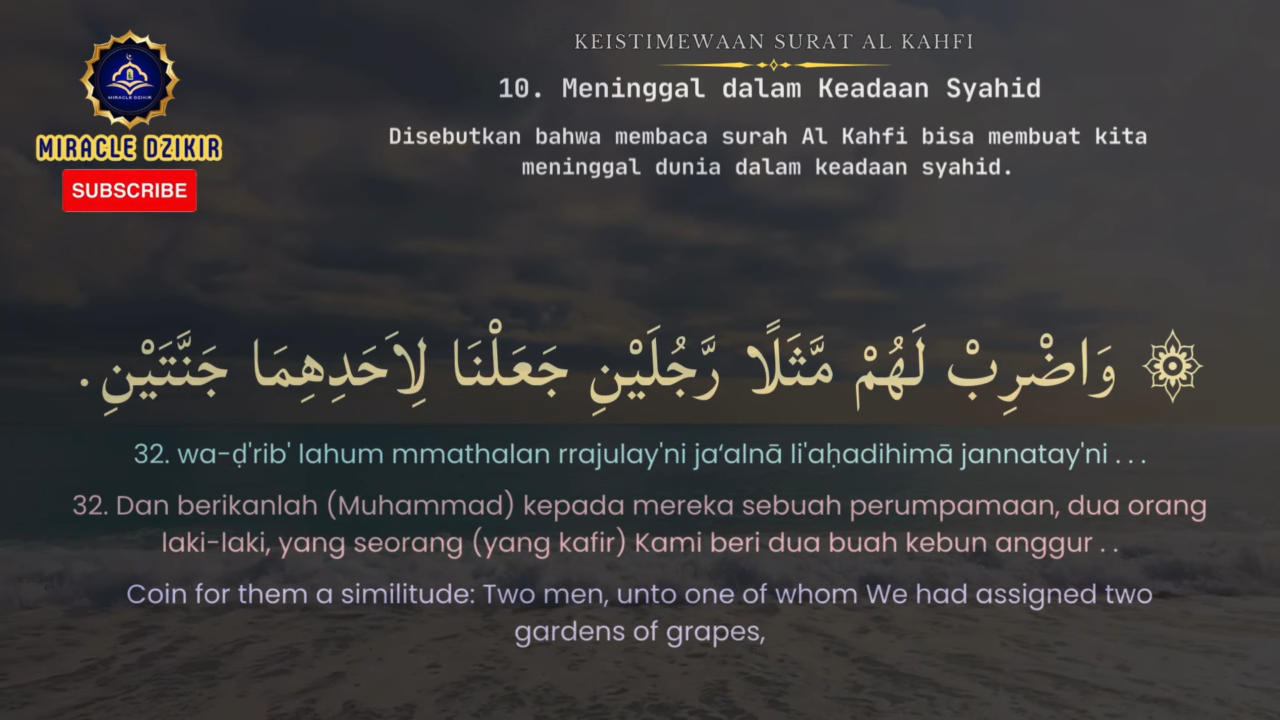 KEISTIMEWAAN SURAT AL KAHFI
10. Meninggal dalam Keadaan Syahid
Disebutkan bahwa membaca surah Al Kahfi bisa membuat kita
meninggal dunia dalam keadaan syahid.
MIRACLE DZIKIR
MIRACLE DZIKIR
SUBSCRIBE
۞ وَاضْرِبْ لَهُمْ مَّثَلًا رَّجُلَيْنِ جَعَلْنَا لِاَحَدِهِمَا جَنَّتَيْنِ.
32. wa-ḍ'rib' lahum mmathalan rrajulay'ni ja‘alnā li'aḥadihimā jannatay'ni . . .
32. Dan berikanlah (Muhammad) kepada mereka sebuah perumpamaan, dua orang
laki-laki, yang seorang (yang kafir) Kami beri dua buah kebun anggur . .
Coin for them a similitude: Two men, unto one of whom We had assigned two
gardens of grapes,